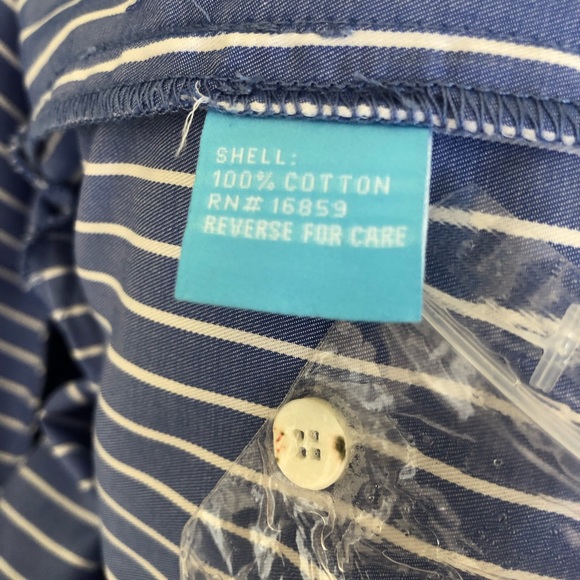 SHELL:
100% COTTON
RN# 16859
REVERSE FOR CARE